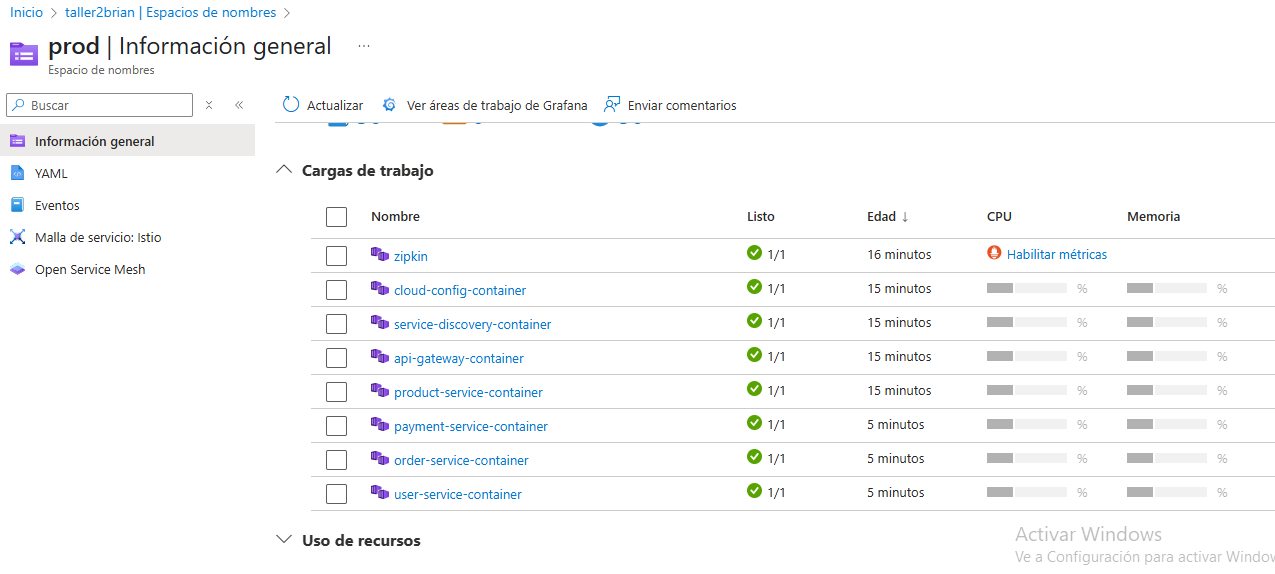 Inicio > taller2brian | Espacios de nombres >
prod | Información general ...
Espacio de nombres
Buscar
Actualizar Ver áreas de trabajo de Grafana Enviar comentarios
Información general
YAML
Eventos
Malla de servicio: Istio
Open Service Mesh
Cargas de trabajo
Nombre Listo Edad ↓ CPU Memoria
zipkin 1/1 16 minutos Habilitar métricas
cloud-config-container 1/1 15 minutos % %
service-discovery-container 1/1 15 minutos % %
api-gateway-container 1/1 15 minutos % %
product-service-container 1/1 15 minutos % %
payment-service-container 1/1 5 minutos % %
order-service-container 1/1 5 minutos % %
user-service-container 1/1 5 minutos % %
Uso de recursos
Activar Windows
Ve a Configuración para activar